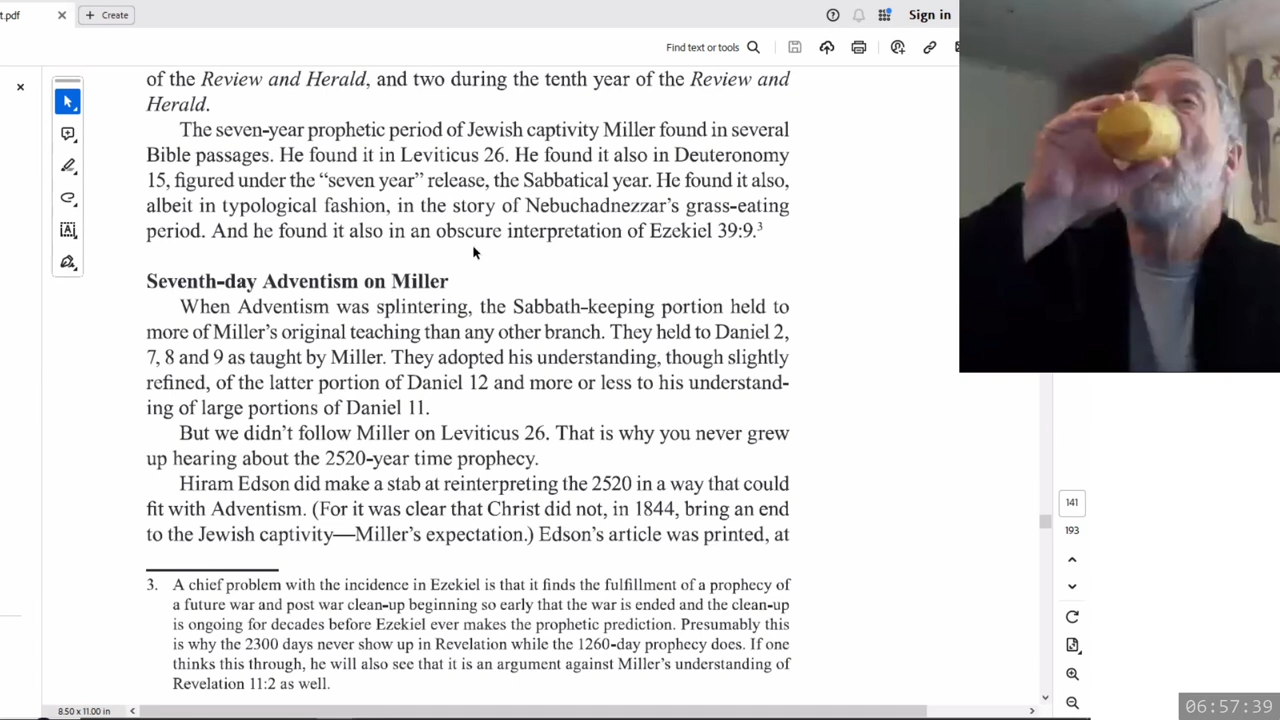 t.pdf
Create
Sign in
Find text or tools
of the Review and Herald, and two during the tenth year of the Review and
Herald.
The seven-year prophetic period of Jewish captivity Miller found in several
Bible passages. He found it in Leviticus 26. He found it also in Deuteronomy
15, figured under the “seven year” release, the Sabbatical year. He found it also,
albeit in typological fashion, in the story of Nebuchadnezzar’s grass-eating
period. And he found it also in an obscure interpretation of Ezekiel 39:9.3
Seventh-day Adventism on Miller
When Adventism was splintering, the Sabbath-keeping portion held to
more of Miller’s original teaching than any other branch. They held to Daniel 2,
7, 8 and 9 as taught by Miller. They adopted his understanding, though slightly
refined, of the latter portion of Daniel 12 and more or less to his understand-
ing of large portions of Daniel 11.
But we didn’t follow Miller on Leviticus 26. That is why you never grew
up hearing about the 2520-year time prophecy.
Hiram Edson did make a stab at reinterpreting the 2520 in a way that could
fit with Adventism. (For it was clear that Christ did not, in 1844, bring an end
to the Jewish captivity—Miller’s expectation.) Edson’s article was printed, at
3. A chief problem with the incidence in Ezekiel is that it finds the fulfillment of a prophecy of
a future war and post war clean-up beginning so early that the war is ended and the clean-up
is ongoing for decades before Ezekiel ever makes the prophetic prediction. Presumably this
is why the 2300 days never show up in Revelation while the 1260-day prophecy does. If one
thinks this through, he will also see that it is an argument against Miller’s understanding of
Revelation 11:2 as well.
141
193
8.50 x 11.00 in
06:57:39